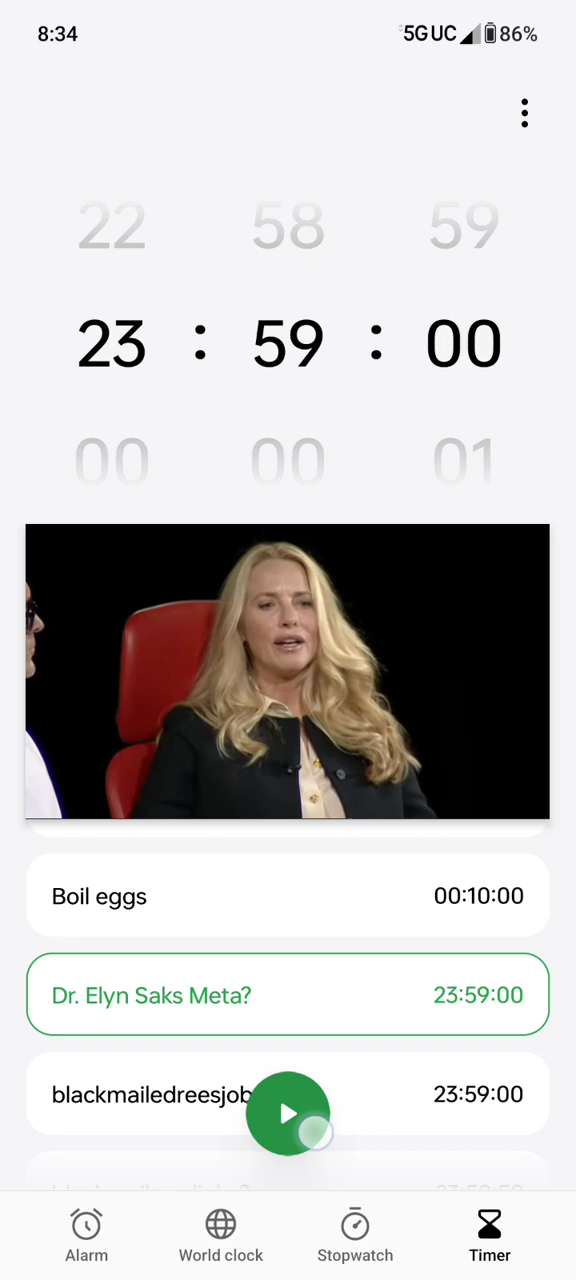 8:34 5G UC 86%
22 58 59
23 : 59 : 00
00 00 01
Boil eggs 00:10:00
Dr. Elyn Saks Meta? 23:59:00
blackmailedreesjob 23:59:00
Alarm World clock Stopwatch Timer